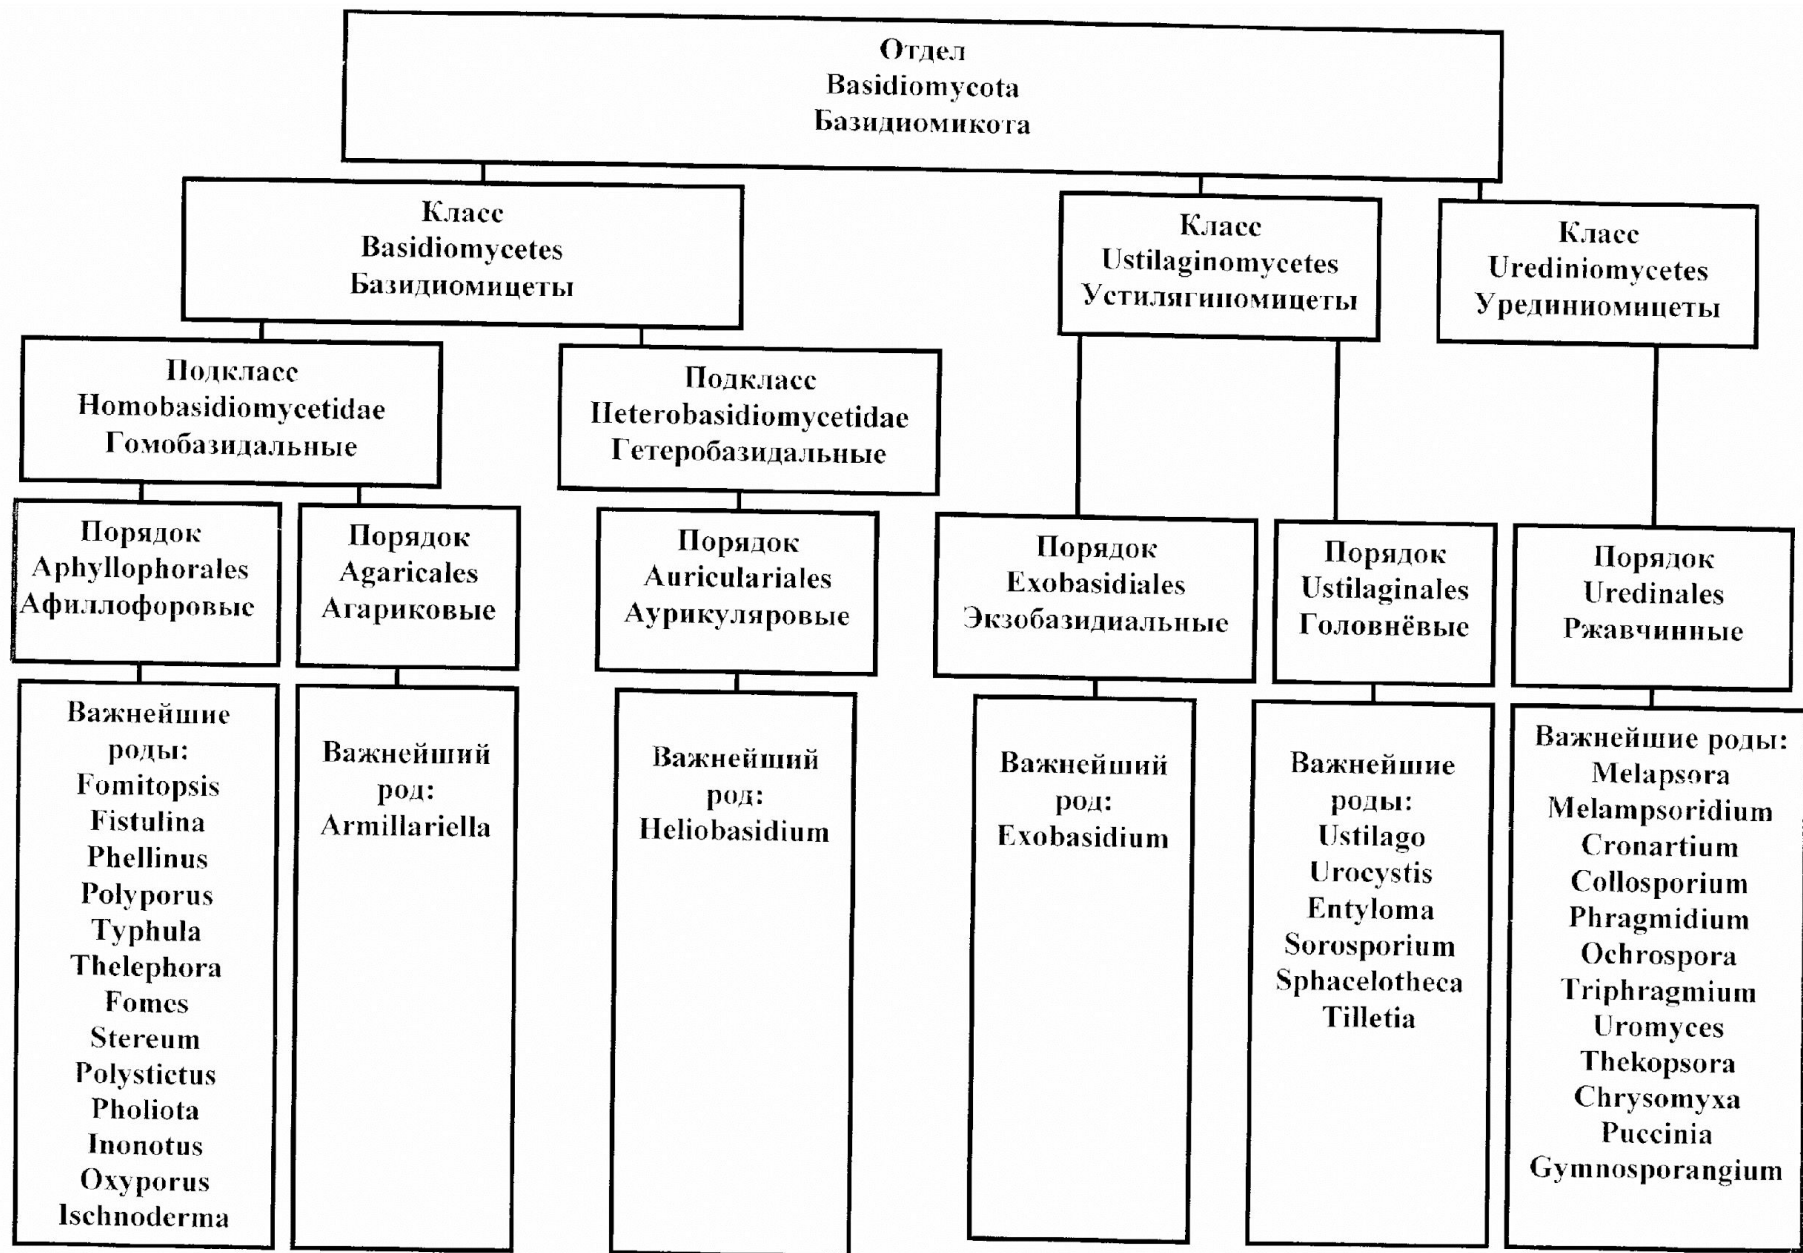 Отдел
Basidiomycota
Базидиомикота
Класс
Basidiomycetes
Базидиомицеты
Класс
Ustilaginomycetes
Устилягиномицеты
Класс
Urediniomycetes
Урединиомицеты
Подкласс
Homobasidiomycetidae
Гомобазидальные
Подкласс
Heterobasidiomycetidae
Гетеробазидальные
Порядок
Aphyllophorales
Афиллофоровые
Порядок
Agaricales
Агариковые
Порядок
Auriculariales
Аурикуляровые
Порядок
Exobasidiales
Экзобазидиальные
Порядок
Ustilaginales
Головнёвые
Порядок
Uredinales
Ржавчинные
Важнейшие
роды:
Fomitopsis
Fistulina
Phellinus
Polyporus
Typhula
Thelephora
Fomes
Stereum
Polystictus
Pholiota
Inonotus
Oxyporus
Ischnoderma
Важнейший
род:
Armillariella
Важнейший
род:
Heliobasidium
Важнейший
род:
Exobasidium
Важнейшие
роды:
Ustilago
Urocystis
Entyloma
Sorosporium
Sphacelotheca
Tilletia
Важнейшие роды:
Melapsora
Melampsoridium
Cronartium
Collosporium
Phragmidium
Ochrospora
Triphragmium
Uromyces
Thekopsora
Chrysomyxa
Puccinia
Gymnosporangium